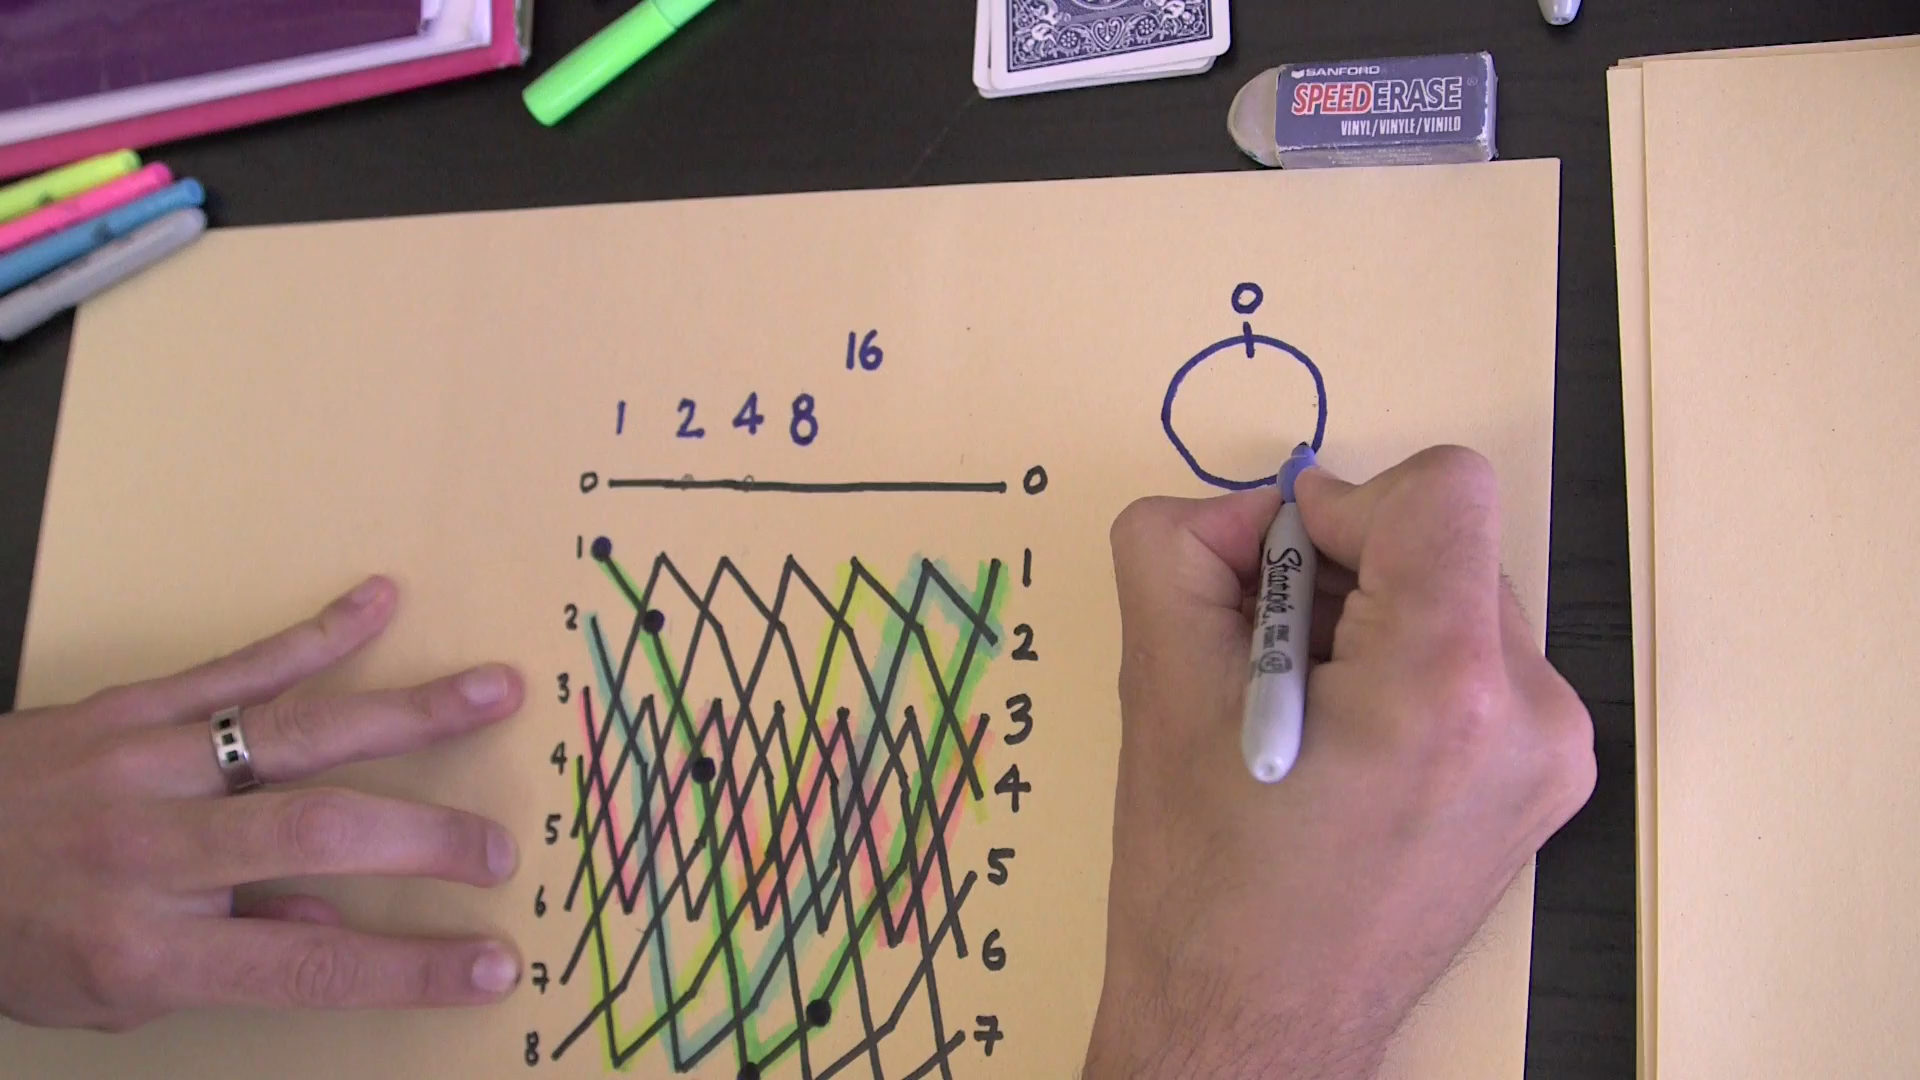 SANFORD
SPEEDERASE®
VINYL/VINYLE/VINILO
0
16
1 2 4 8
0 0
1 1
2 2
3 3
4 4
5 5
6 6
7 7
8
Sharpie